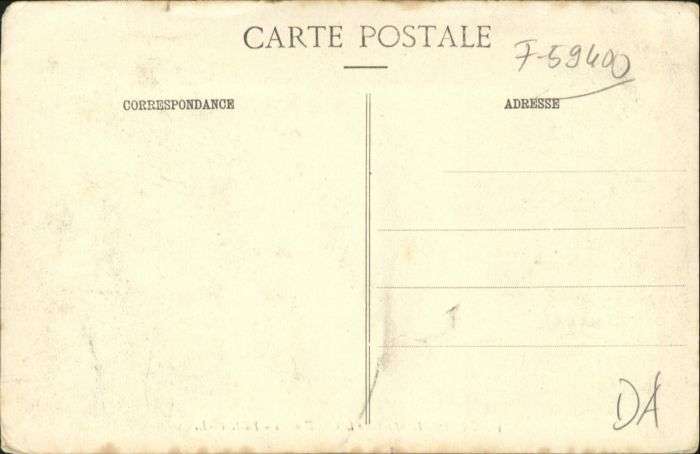 CARTE POSTALE
F-59400
CORRESPONDANCE
ADRESSE
DA